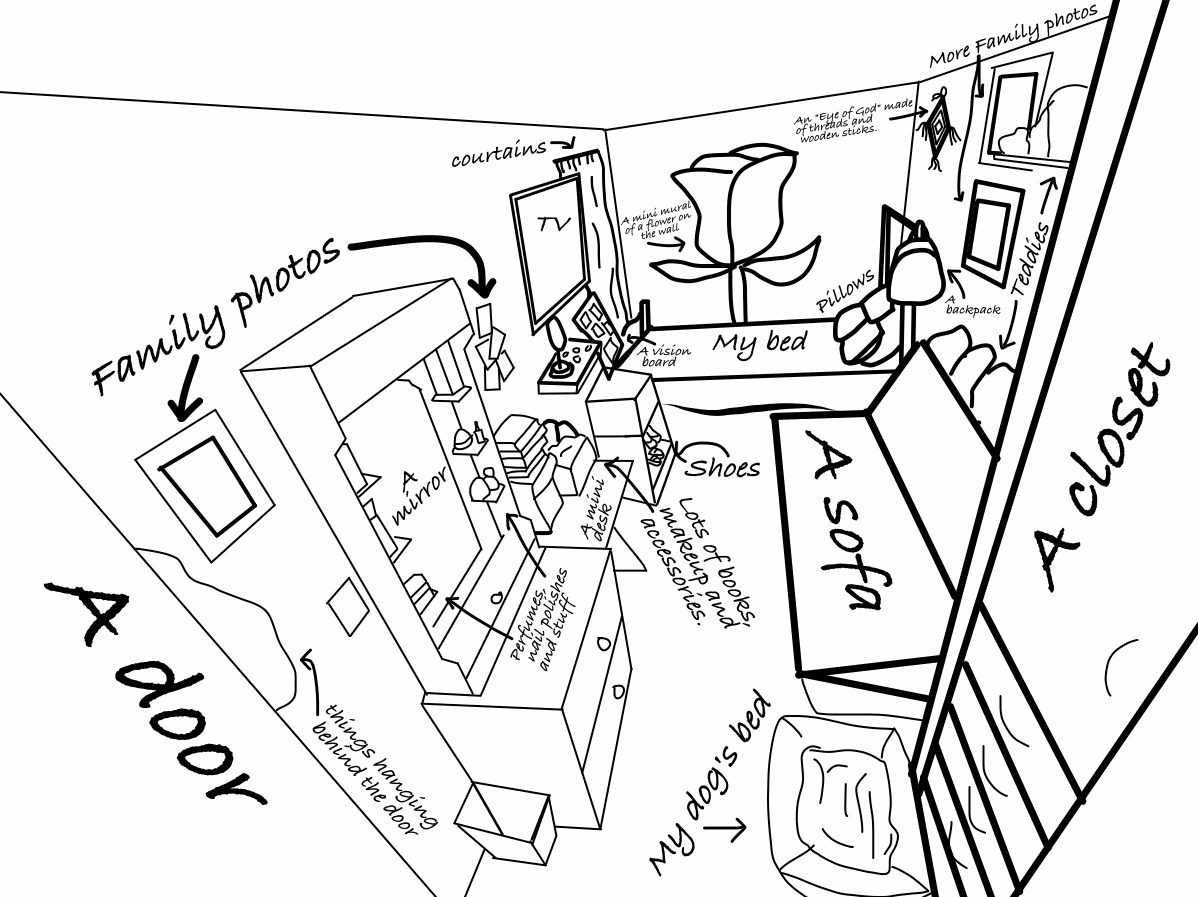 More Family photos
An "Eye of God" made
of threads and
wooden sticks.
courtains
TV
A mini mural
of a flower on
the wall
Family photos
Pillows
A
backpack
Teddies
My bed
A vision
board
A
mirror
Shoes
A mini
desk
Lots of books,
makeup and
accessories.
A sofa
A closet
Perfumes,
nail polishes
and stuff
A door
things hanging
behind the door
My dog's bed